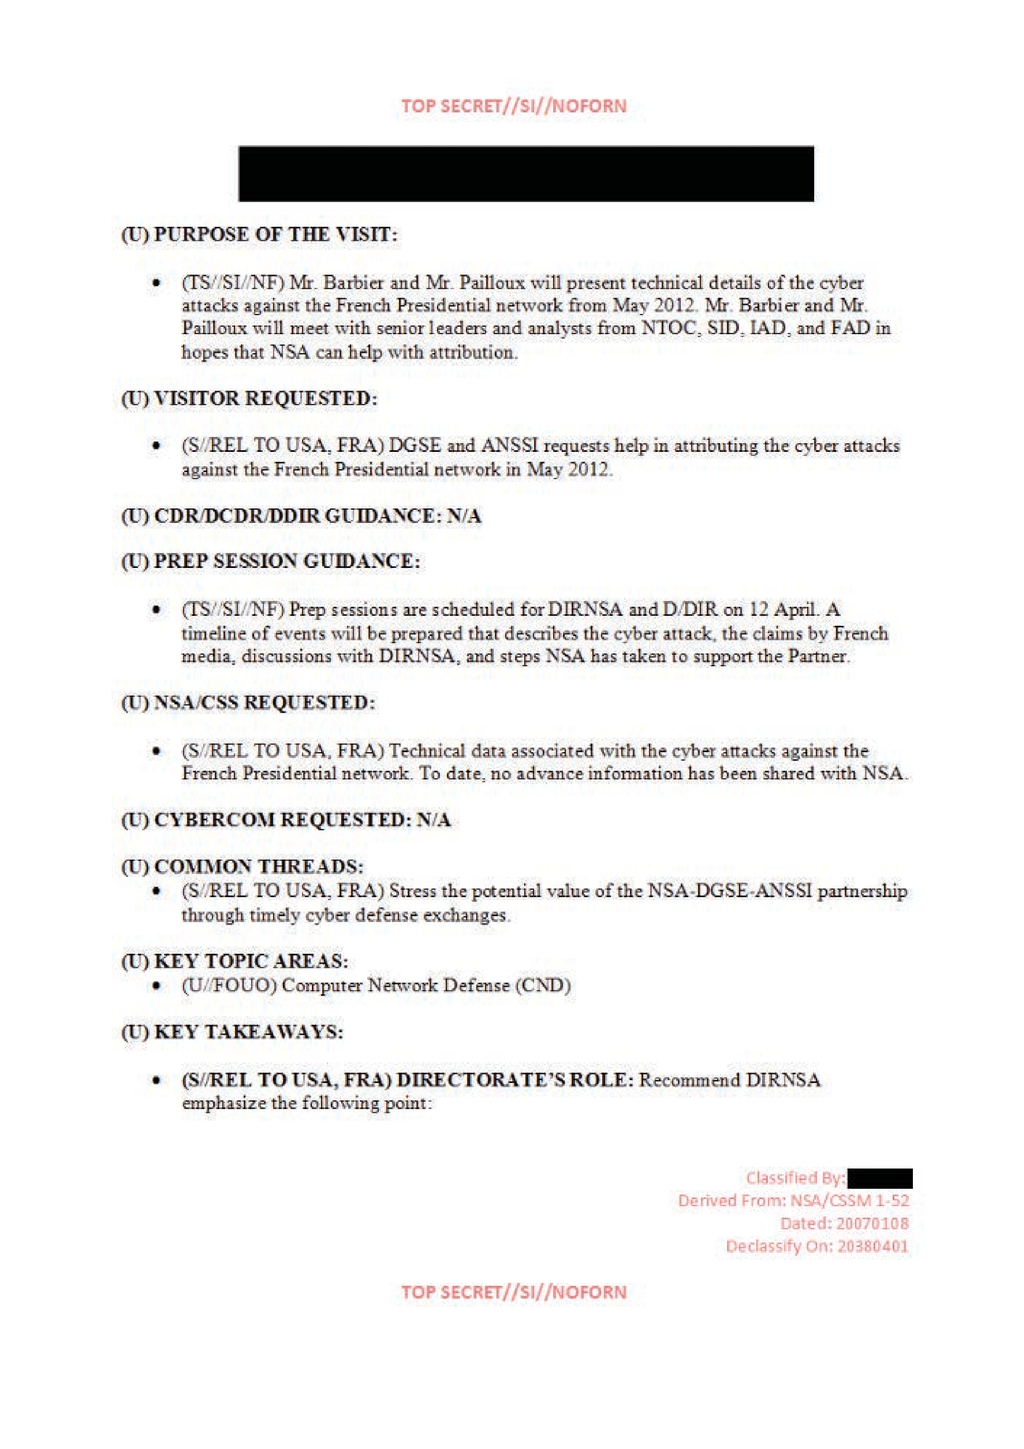 TOP SECRET//SI//NOFORN
(U) PURPOSE OF THE VISIT:
• (TS//SI//NF) Mr. Barbier and Mr. Pailloux will present technical details of the cyber
attacks against the French Presidential network from May 2012. Mr. Barbier and Mr.
Pailloux will meet with senior leaders and analysts from NTOC, SID, IAD, and FAD in
hopes that NSA can help with attribution.
(U) VISITOR REQUESTED:
• (S//REL TO USA, FRA) DGSE and ANSSI requests help in attributing the cyber attacks
against the French Presidential network in May 2012.
(U) CDR/DCDR/DDIR GUIDANCE: N/A
(U) PREP SESSION GUIDANCE:
• (TS//SI//NF) Prep sessions are scheduled for DIRNSA and D/DIR on 12 April. A
timeline of events will be prepared that describes the cyber attack, the claims by French
media, discussions with DIRNSA, and steps NSA has taken to support the Partner.
(U) NSA/CSS REQUESTED:
• (S//REL TO USA, FRA) Technical data associated with the cyber attacks against the
French Presidential network. To date, no advance information has been shared with NSA.
(U) CYBERCOM REQUESTED: N/A
(U) COMMON THREADS:
• (S//REL TO USA, FRA) Stress the potential value of the NSA-DGSE-ANSSI partnership
through timely cyber defense exchanges.
(U) KEY TOPIC AREAS:
• (U//FOUO) Computer Network Defense (CND)
(U) KEY TAKEAWAYS:
• (S//REL TO USA, FRA) DIRECTORATE'S ROLE: Recommend DIRNSA
emphasize the following point:
Classified By:
Derived From: NSA/CSSM 1-52
Dated: 20070108
Declassify On: 20380401
TOP SECRET//SI//NOFORN